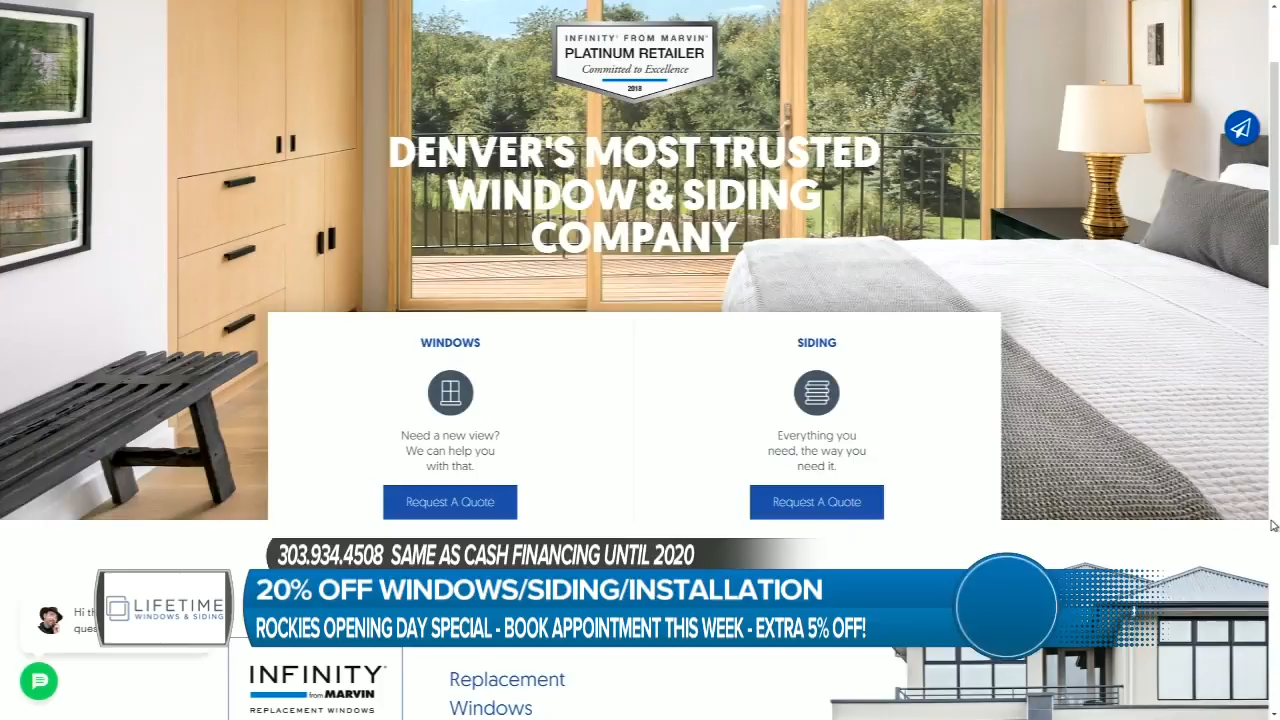 INFINITY® FROM MARVIN®
PLATINUM RETAILER
Committed to Excellence
2018
DENVER'S MOST TRUSTED
WINDOW & SIDING
COMPANY
WINDOWS
Need a new view?
We can help you
with that.
Request A Quote
SIDING
Everything you
need, the way you
need it.
Request A Quote
303.934.4508 SAME AS CASH FINANCING UNTIL 2020
20% OFF WINDOWS/SIDING/INSTALLATION
ROCKIES OPENING DAY SPECIAL - BOOK APPOINTMENT THIS WEEK - EXTRA 5% OFF!
LIFETIME
WINDOWS & SIDING
Hi
INFINITY®
from MARVIN
REPLACEMENT WINDOWS
Replacement
Windows